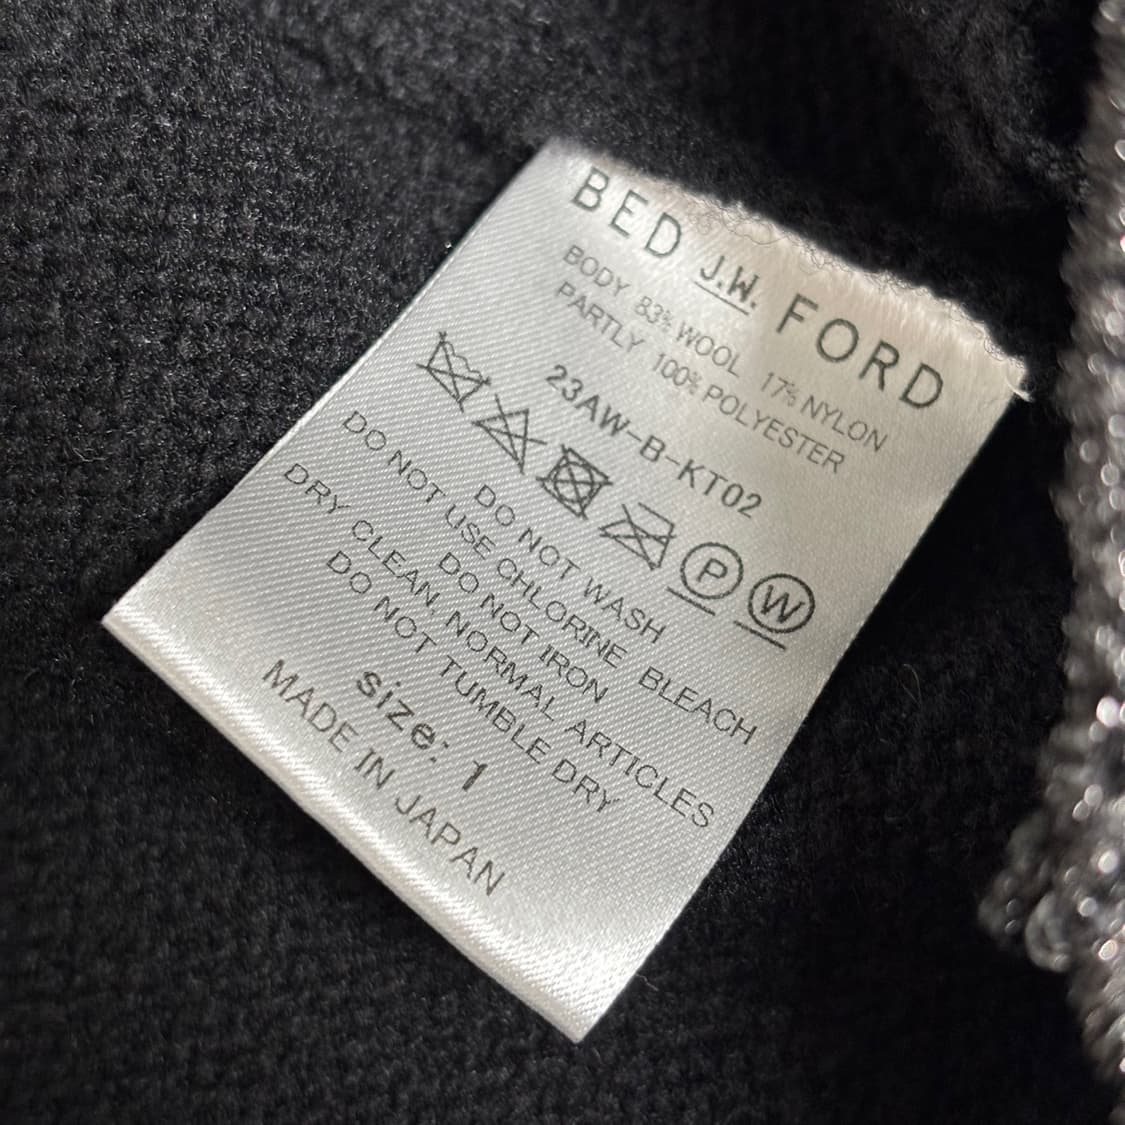 BED J.W. FORD
BODY 83% WOOL 17% NYLON
PARTLY 100% POLYESTER
23AW-B-KT02
P W
DO NOT WASH
DO NOT USE CHLORINE BLEACH
DO NOT IRON
DRY CLEAN, NORMAL ARTICLES
DO NOT TUMBLE DRY
size: 1
MADE IN JAPAN